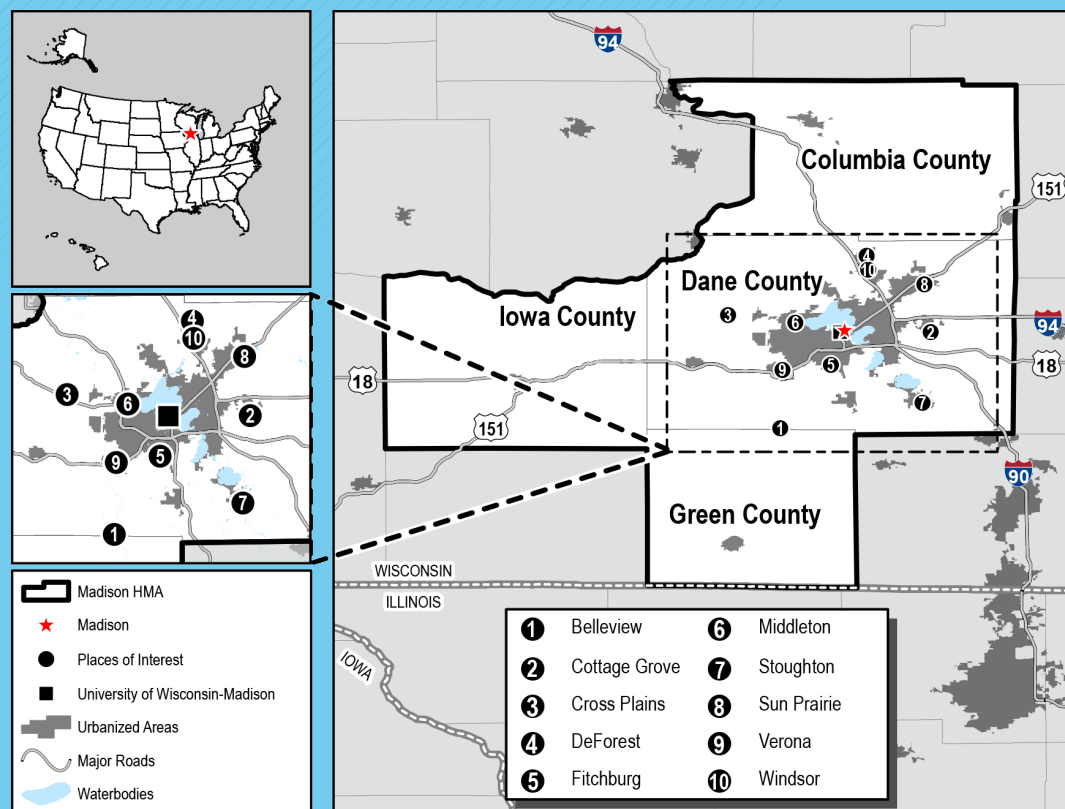 94
Columbia County
151
4
10
Dane County
8
3
6
2
94
Iowa County
5
9
18
18
7
151
1
90
Green County
WISCONSIN
ILLINOIS
IOWA
4
10
8
3
6
2
5
9
7
1
Madison HMA
Madison
Places of Interest
University of Wisconsin-Madison
Urbanized Areas
Major Roads
Waterbodies
1 Belleview
2 Cottage Grove
3 Cross Plains
4 DeForest
5 Fitchburg
6 Middleton
7 Stoughton
8 Sun Prairie
9 Verona
10 Windsor